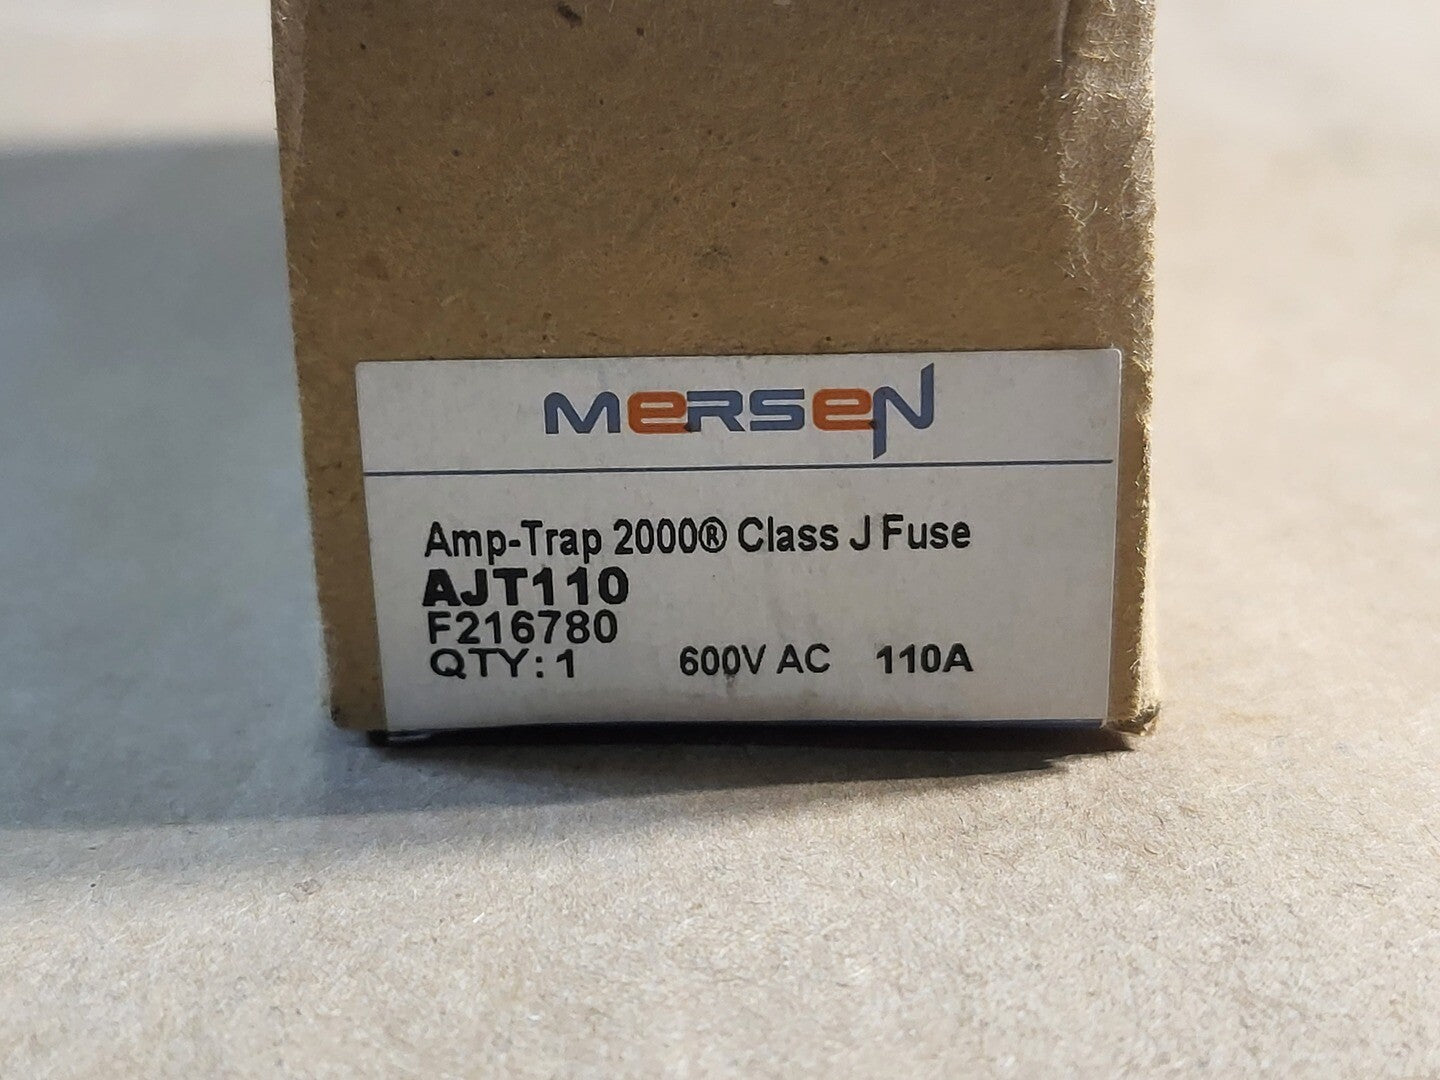 MERSEN
Amp-Trap 2000® Class J Fuse
AJT110
F216780
QTY: 1 600V AC 110A